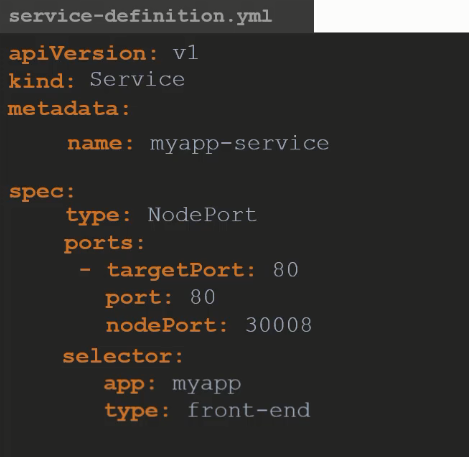 service-definition.yml
apiVersion: v1
kind: Service
metadata:
name: myapp-service
spec:
type: NodePort
ports:
- targetPort: 80
port: 80
nodePort: 30008
selector:
app: myapp
type: front-end